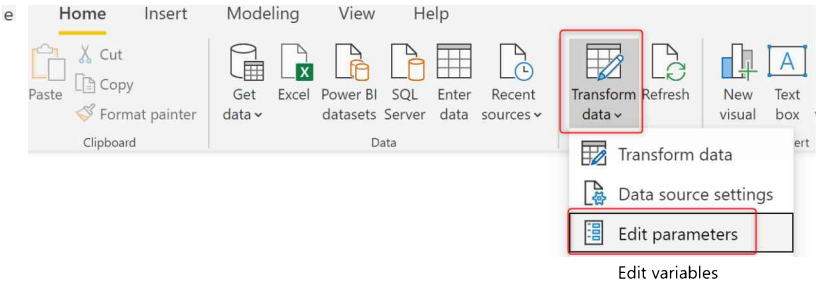 e
Home Insert Modeling View Help
Paste
Cut
Copy
Format painter
Clipboard
Get data
Excel
Power BI datasets
SQL Server
Enter data
Recent sources
Data
Transform data
Refresh
New visual
Text box
ert
Transform data
Data source settings
Edit parameters
Edit variables